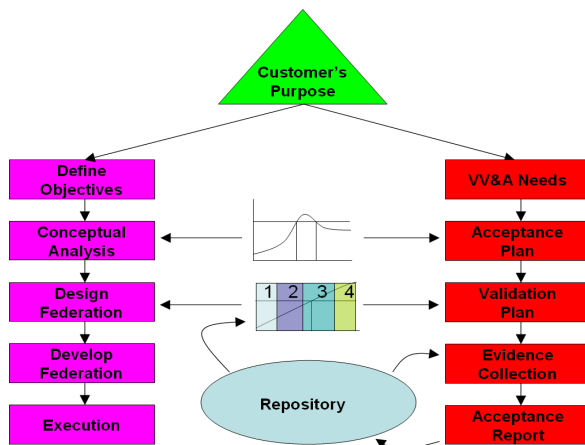 Customer's
Purpose
Define
Objectives
VV&A Needs
Conceptual
Analysis
Acceptance
Plan
1 2 3 4
Design
Federation
Validation
Plan
Develop
Federation
Evidence
Collection
Repository
Execution
Acceptance
Report